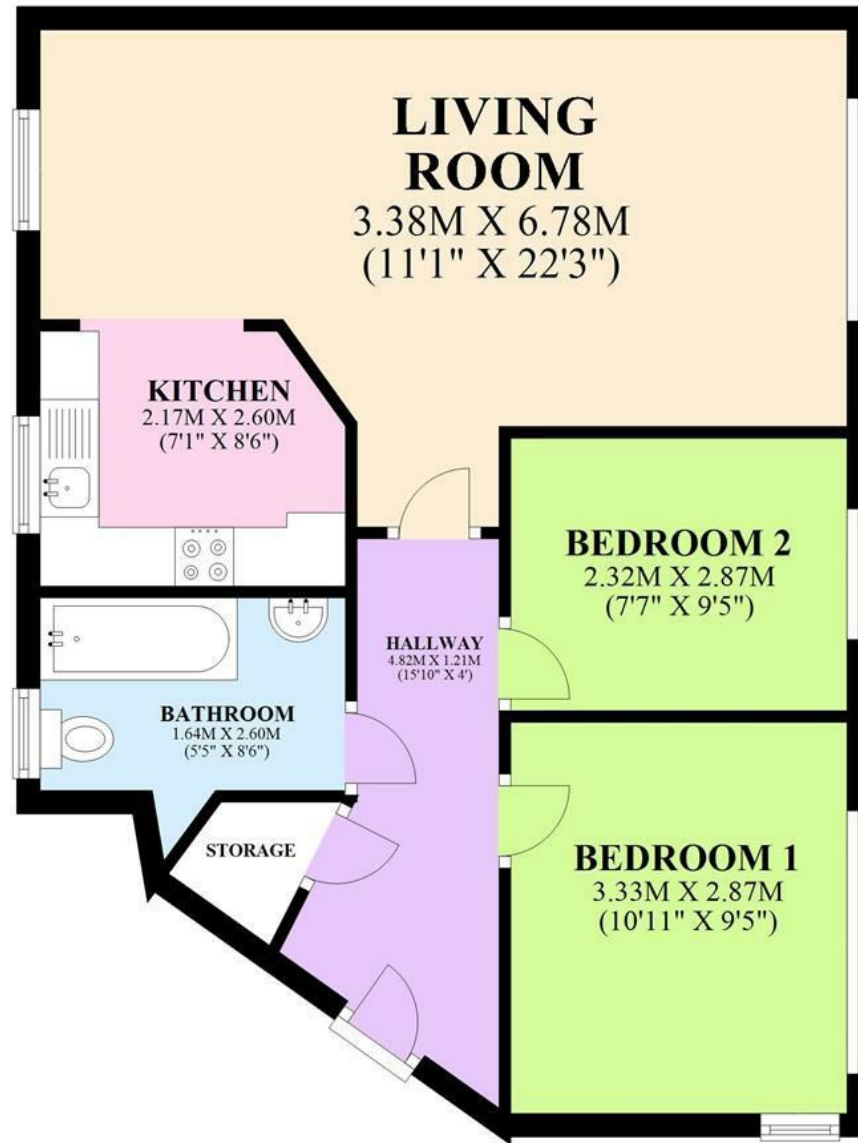 LIVING
ROOM
3.38M X 6.78M
(11'1" X 22'3")
KITCHEN
2.17M X 2.60M
(7'1" X 8'6")
BEDROOM 2
2.32M X 2.87M
(7'7" X 9'5")
HALLWAY
4.82M X 1.21M
(15'10" X 4')
BATHROOM
1.64M X 2.60M
(5'5" X 8'6")
STORAGE
BEDROOM 1
3.33M X 2.87M
(10'11" X 9'5")